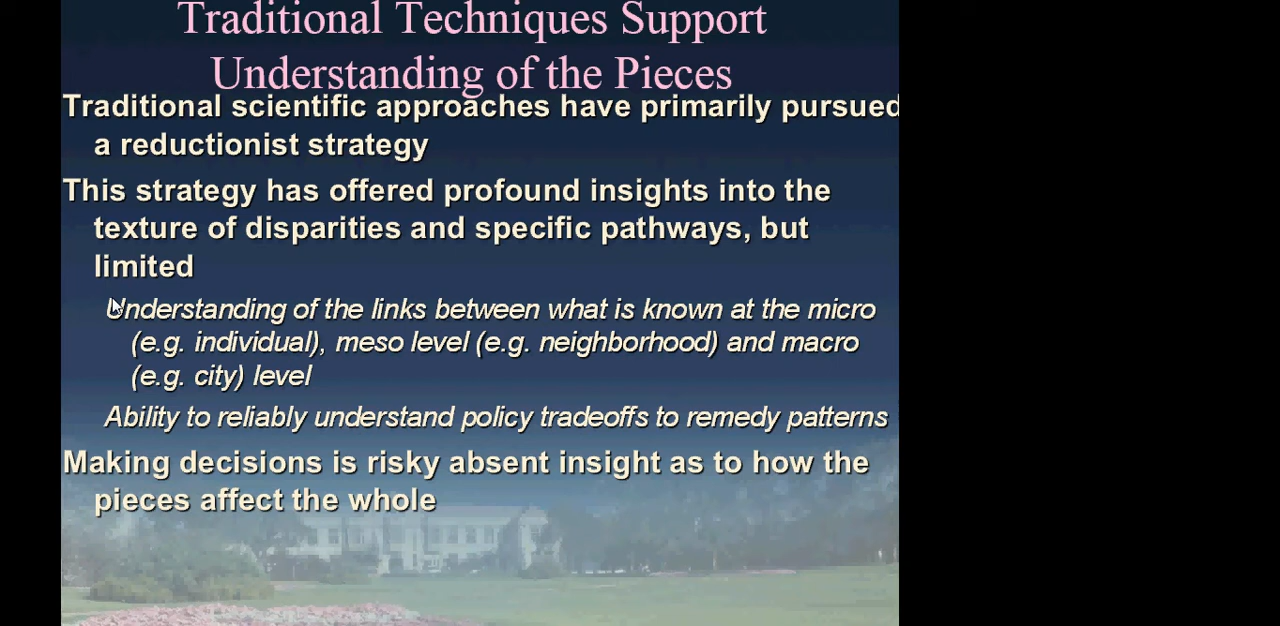 Traditional Techniques Support
Understanding of the Pieces
Traditional scientific approaches have primarily pursued
a reductionist strategy
This strategy has offered profound insights into the
texture of disparities and specific pathways, but
limited
Understanding of the links between what is known at the micro
(e.g. individual), meso level (e.g. neighborhood) and macro
(e.g. city) level
Ability to reliably understand policy tradeoffs to remedy patterns
Making decisions is risky absent insight as to how the
pieces affect the whole